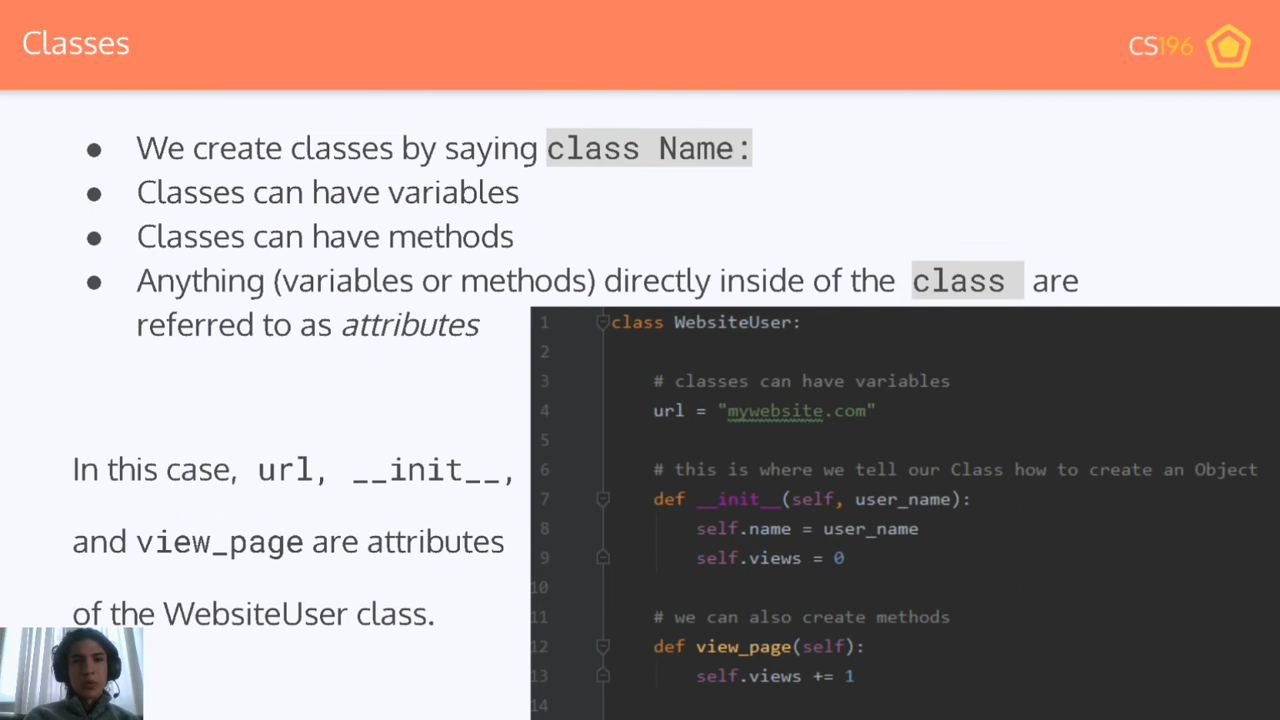 Classes
CS196
● We create classes by saying class Name:
● Classes can have variables
● Classes can have methods
● Anything (variables or methods) directly inside of the class are
referred to as attributes
In this case, url, __init__,
and view_page are attributes
of the WebsiteUser class.
1 class WebsiteUser:
2
3 # classes can have variables
4 url = "mywebsite.com"
5
6 # this is where we tell our Class how to create an Object
7 def __init__(self, user_name):
8 self.name = user_name
9 self.views = 0
10
11 # we can also create methods
12 def view_page(self):
13 self.views += 1
14